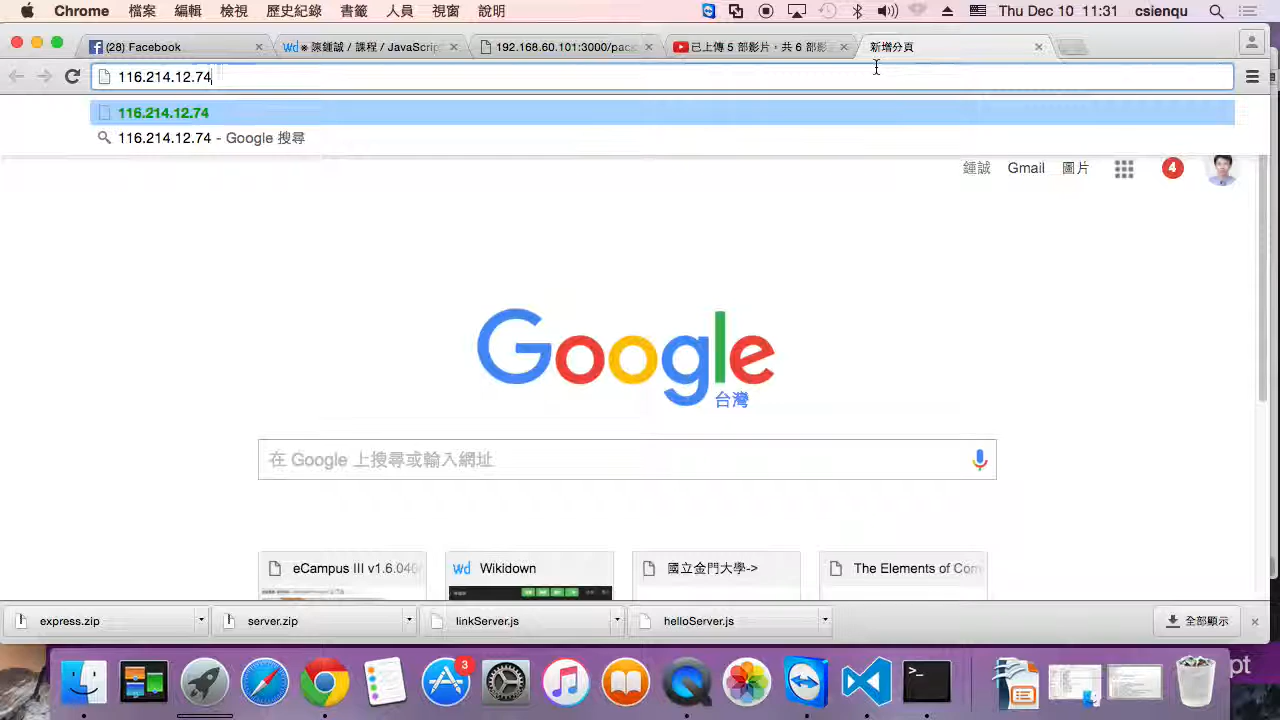 Chrome 檔案 編輯 檢視 歷史紀錄 書籤 人員 視窗 說明 Thu Dec 10 11:31 csienqu
(28) Facebook
陳鍾誠 / 課程 / JavaScrip
192.168.60.101:3000/pac
已上傳 5 部影片，共 6 部影
新增分頁
116.214.12.74
116.214.12.74
116.214.12.74 - Google 搜尋
鍾誠 Gmail 圖片 4
Google
台灣
在 Google 上搜尋或輸入網址
eCampus III v1.6.040
wd Wikidown
國立金門大學->
The Elements of Com
express.zip server.zip linkServer.js helloServer.js 全部顯示
3
pt